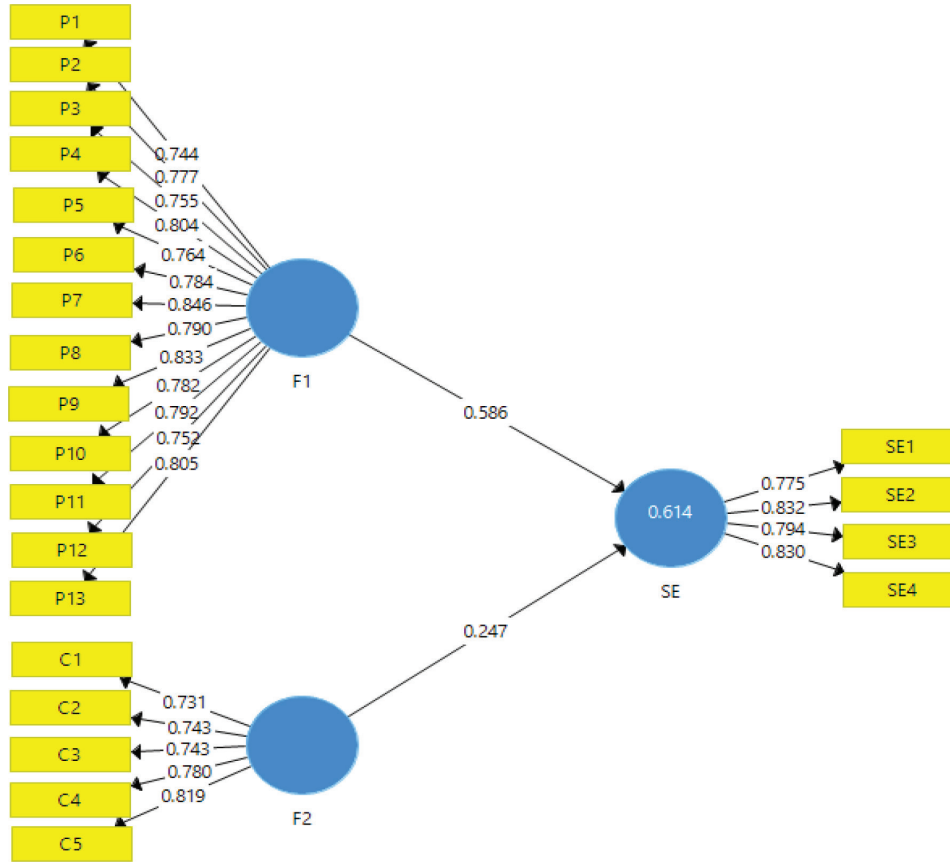 P1
P2
P3
P4
P5
P6
P7
P8
P9
P10
P11
P12
P13
0.744
0.777
0.755
0.804
0.764
0.784
0.846
0.790
0.833
0.782
0.792
0.752
0.805
F1
0.586
C1
C2
C3
C4
C5
0.731
0.743
0.743
0.780
0.819
F2
0.247
0.614
SE
0.775
0.832
0.794
0.830
SE1
SE2
SE3
SE4